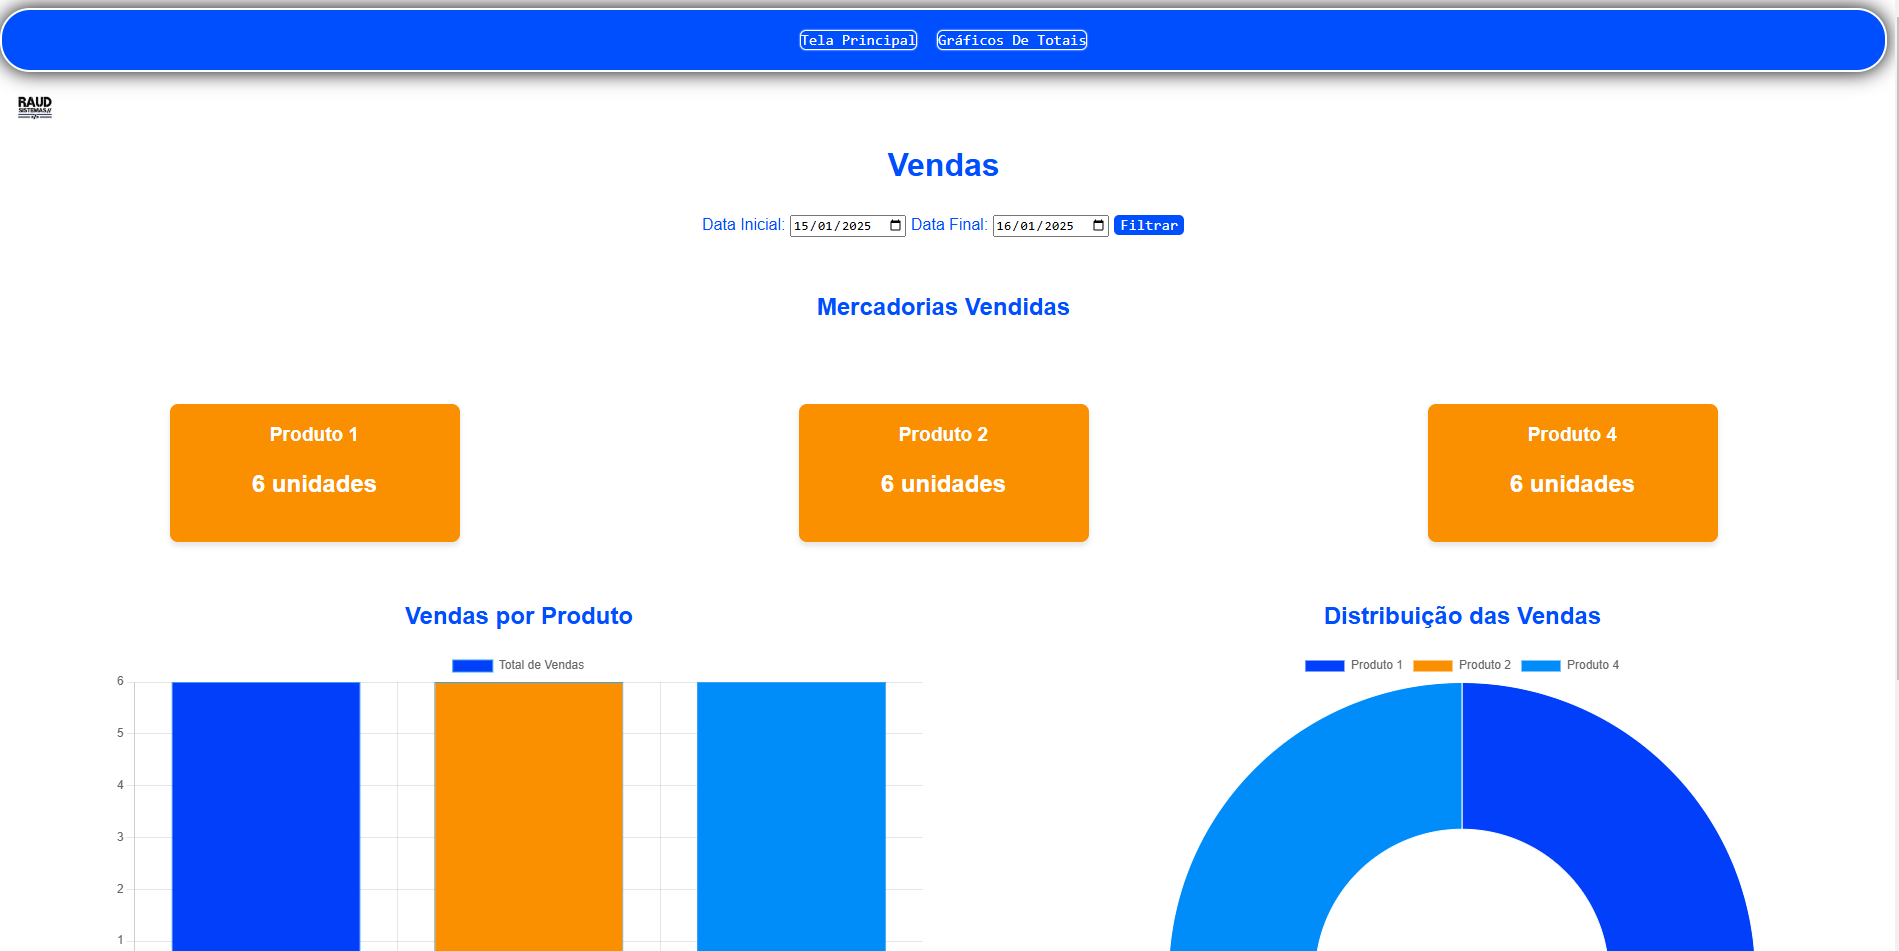 Tela Principal Gráficos De Totais
RAUD
SISTEMAS//
Vendas
Data Inicial: 15/01/2025 Data Final: 16/01/2025 Filtrar
Mercadorias Vendidas
Produto 1
6 unidades
Produto 2
6 unidades
Produto 4
6 unidades
Vendas por Produto
Total de Vendas
6
5
4
3
2
1
Distribuição das Vendas
Produto 1 Produto 2 Produto 4